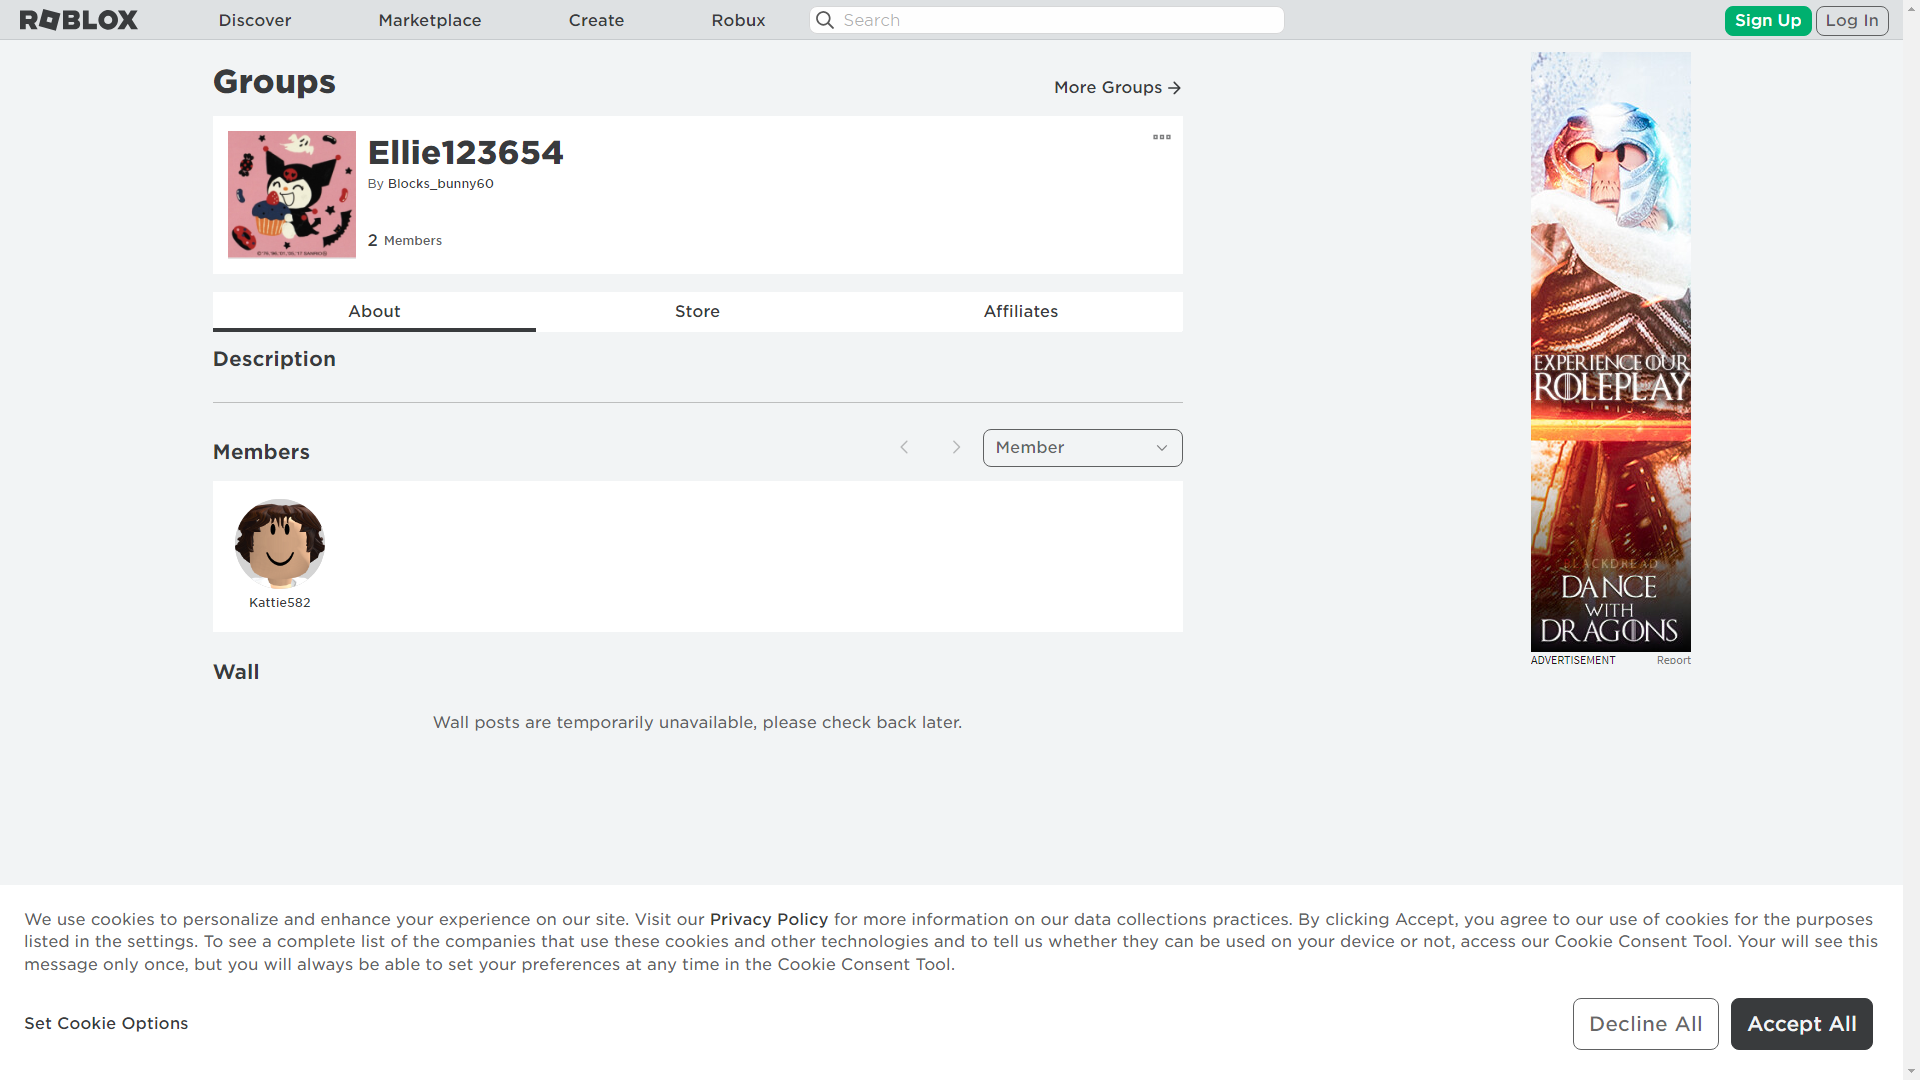 ROBLOX Discover Marketplace Create Robux Search Sign Up Log In
Groups
More Groups
Ellie123654
By Blocks_bunny60
2 Members
About Store Affiliates
Description
Members
Member
Kattie582
Wall
Wall posts are temporarily unavailable, please check back later.
EXPERIENCE OUR
ROLEPLAY
BLACKDREAD
DANCE
WITH
DRAGONS
ADVERTISEMENT Report
We use cookies to personalize and enhance your experience on our site. Visit our Privacy Policy for more information on our data collections practices. By clicking Accept, you agree to our use of cookies for the purposes
listed in the settings. To see a complete list of the companies that use these cookies and other technologies and to tell us whether they can be used on your device or not, access our Cookie Consent Tool. Your will see this
message only once, but you will always be able to set your preferences at any time in the Cookie Consent Tool.
Set Cookie Options
Decline All
Accept All